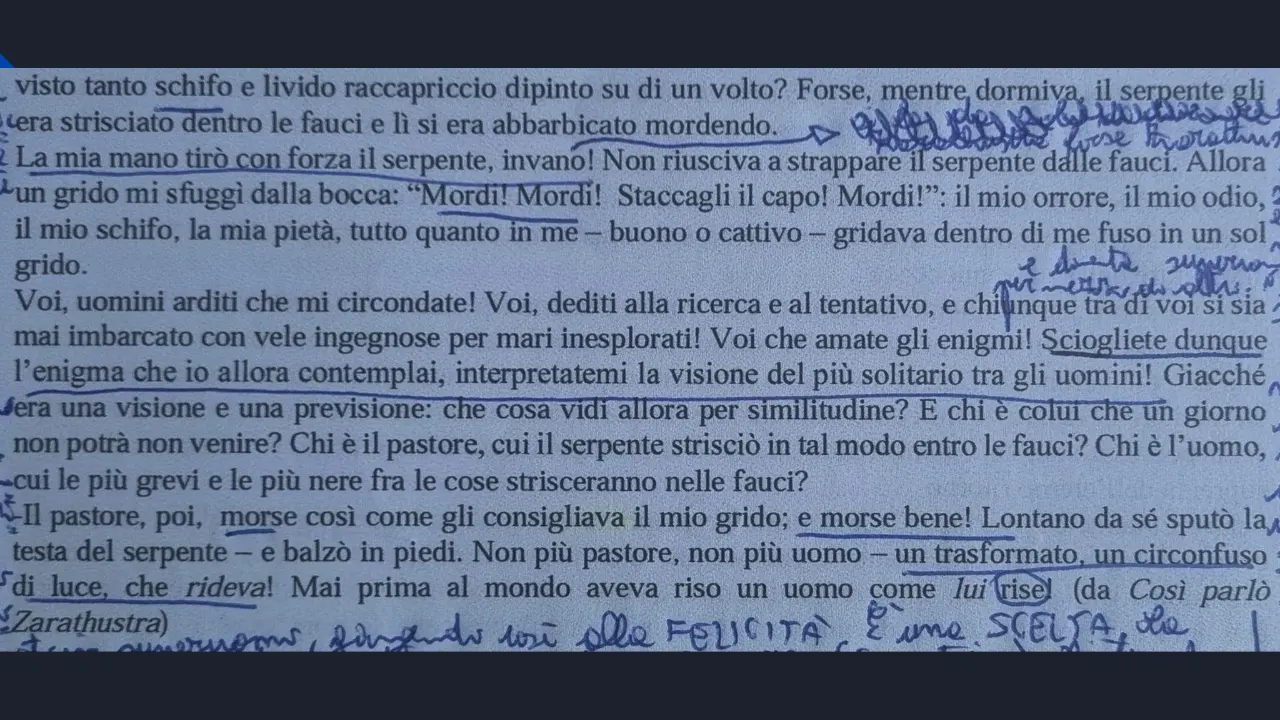 visto tanto schifo e livido raccapriccio dipinto su di un volto? Forse, mentre dormiva, il serpente gli
era strisciato dentro le fauci e lì si era abbarbicato mordendo.
forse
La mia mano tirò con forza il serpente, invano! Non riusciva a strappare il serpente dalle fauci. Allora
un grido mi sfuggì dalla bocca: “Mordi! Mordi! Staccagli il capo! Mordi!”: il mio orrore, il mio odio,
il mio schifo, la mia pietà, tutto quanto in me – buono o cattivo – gridava dentro di me fuso in un sol
grido.
e diventa
Voi, uomini arditi che mi circondate! Voi, dediti alla ricerca e al tentativo, e chiunque tra di voi si sia
mai imbarcato con vele ingegnose per mari inesplorati! Voi che amate gli enigmi! Sciogliete dunque
l’enigma che io allora contemplai, interpretatemi la visione del più solitario tra gli uomini! Giacché
era una visione e una previsione: che cosa vidi allora per similitudine? E chi è colui che un giorno
non potrà non venire? Chi è il pastore, cui il serpente strisciò in tal modo entro le fauci? Chi è l’uomo,
cui le più grevi e le più nere fra le cose strisceranno nelle fauci?
-Il pastore, poi, morse così come gli consigliava il mio grido; e morse bene! Lontano da sé sputò la
testa del serpente – e balzò in piedi. Non più pastore, non più uomo – un trasformato, un circonfuso
di luce, che rideva! Mai prima al mondo aveva riso un uomo come lui rise! (da Così parlò
Zarathustra)
così alla FELICITÀ. È una SCELTA, che